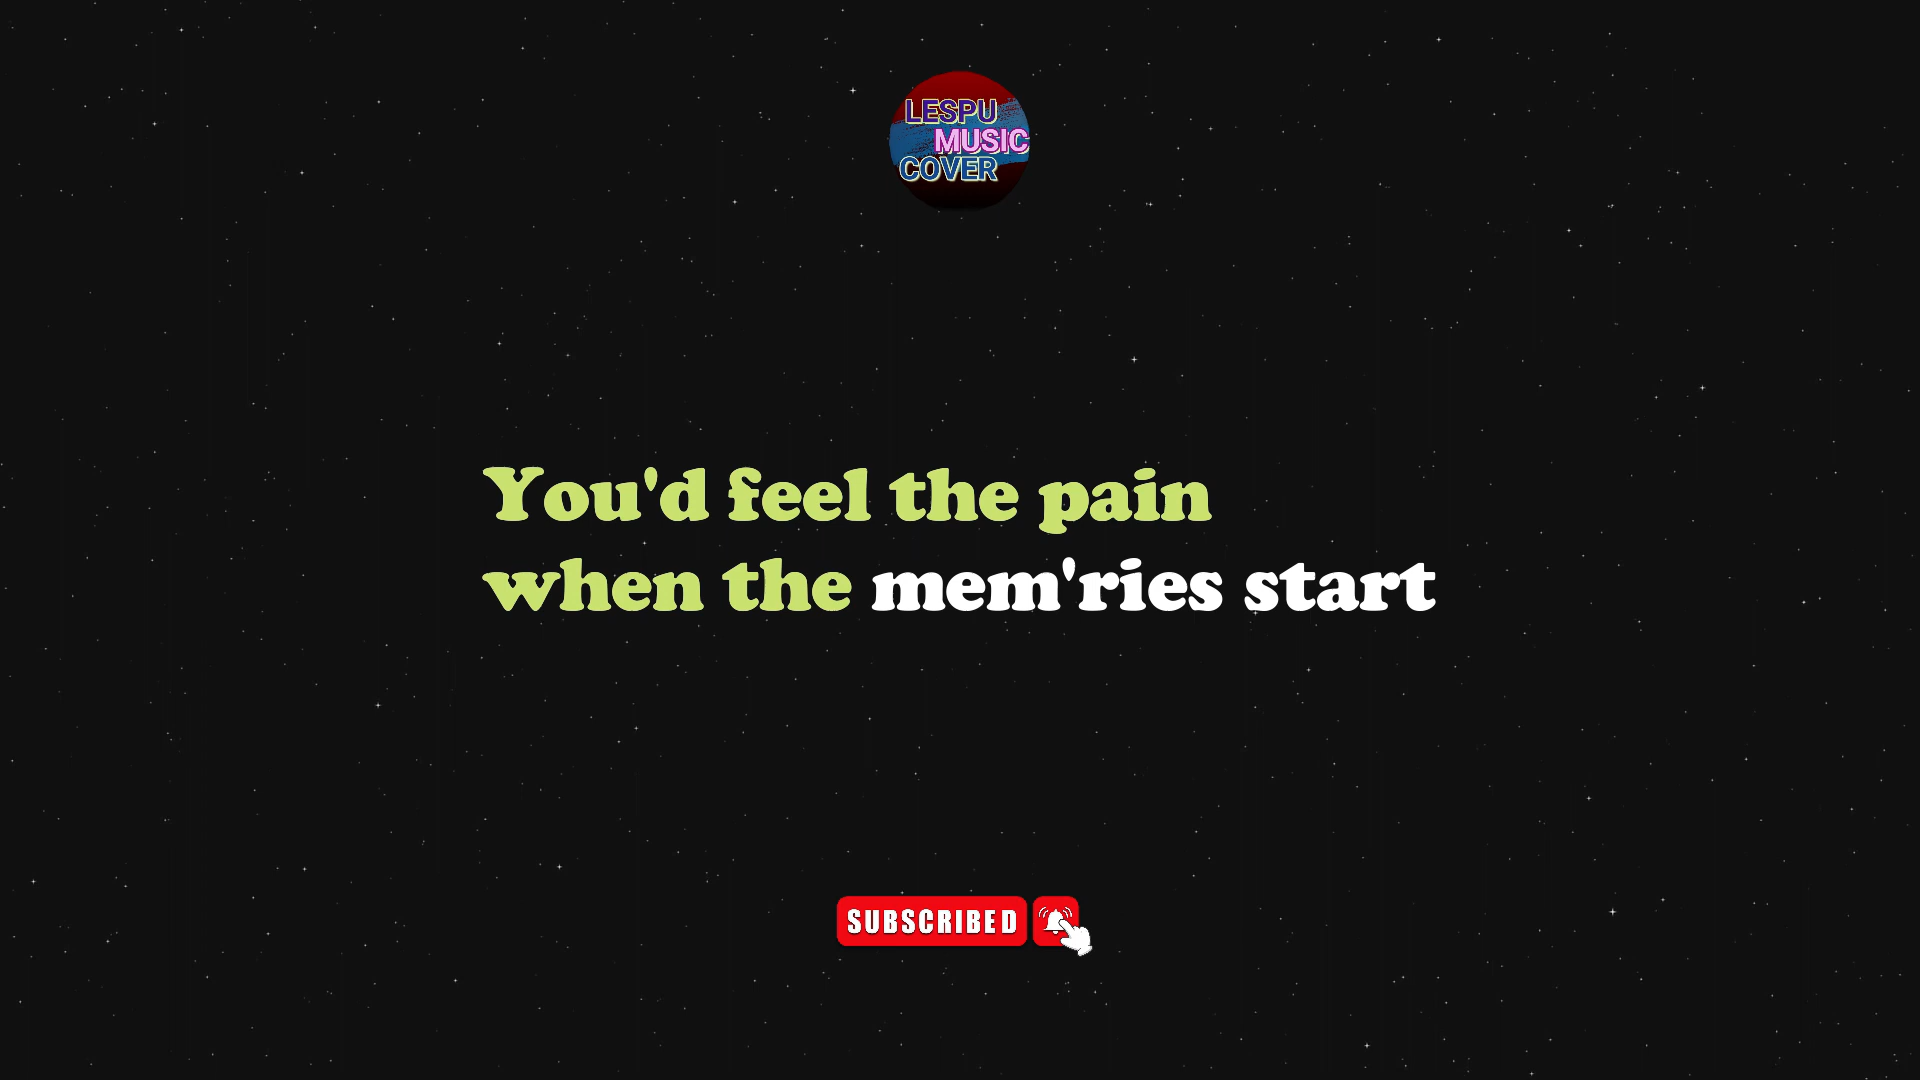 LESPU
MUSIC
COVER
You'd feel the pain
when the mem'ries start
SUBSCRIBED